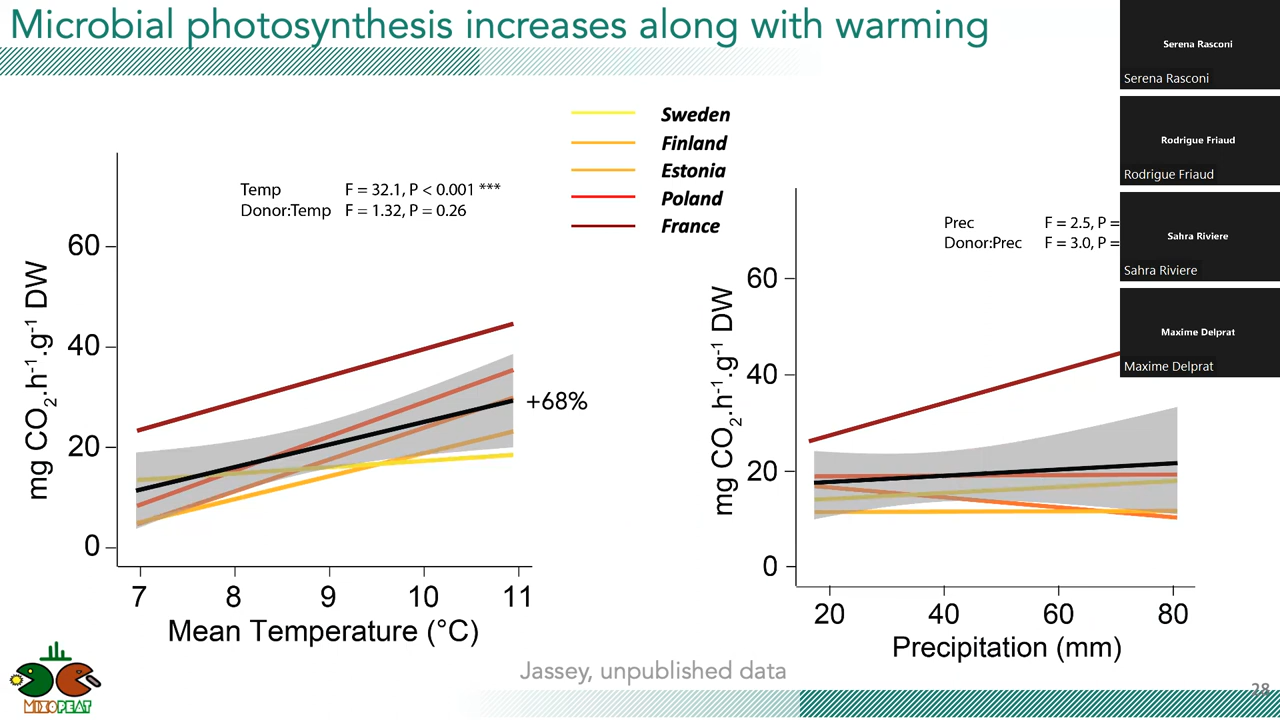 Microbial photosynthesis increases along with warming
Serena Rasconi
Serena Rasconi
Rodrigue Friaud
Rodrigue Friaud
Sahra Riviere
Sahra Riviere
Maxime Delprat
Maxime Delprat
Sweden
Finland
Estonia
Poland
France
Temp F = 32.1, P < 0.001 ***
Donor:Temp F = 1.32, P = 0.26
mg CO2.h-1.g-1 DW
60
40
20
0
+68%
7 8 9 10 11
Mean Temperature (°C)
Prec F = 2.5, P =
Donor:Prec F = 3.0, P =
mg CO2.h-1.g-1 DW
60
40
20
0
20 40 60 80
Precipitation (mm)
MIXOPEAT
Jassey, unpublished data
28